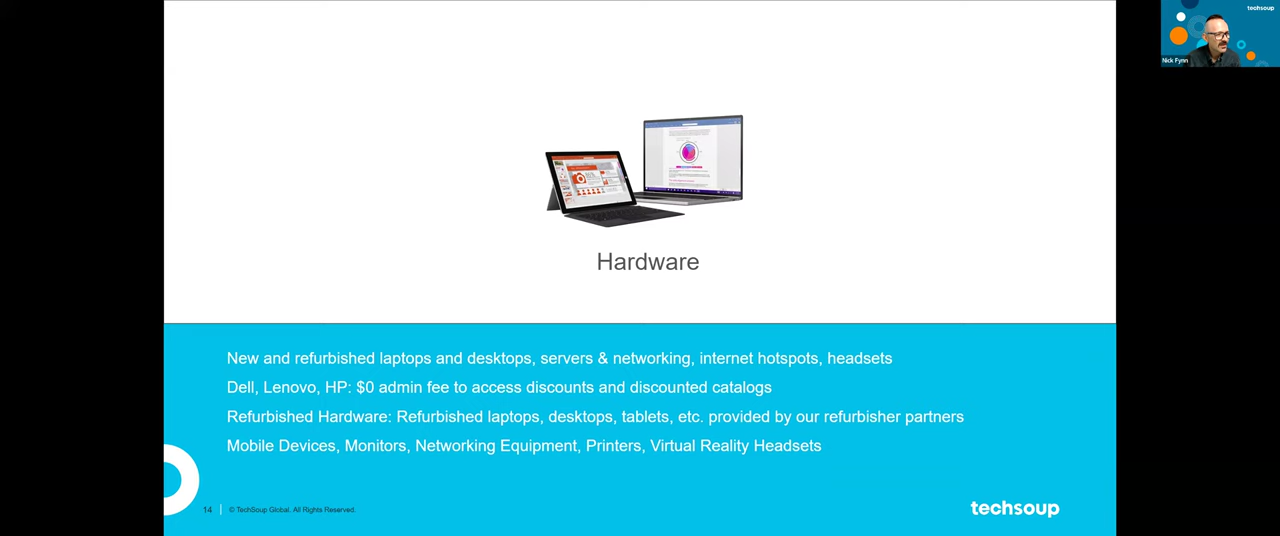 techsoup
Nick Fynn
Hardware
New and refurbished laptops and desktops, servers & networking, internet hotspots, headsets
Dell, Lenovo, HP: $0 admin fee to access discounts and discounted catalogs
Refurbished Hardware: Refurbished laptops, desktops, tablets, etc. provided by our refurbisher partners
Mobile Devices, Monitors, Networking Equipment, Printers, Virtual Reality Headsets
14
© TechSoup Global. All Rights Reserved.
techsoup